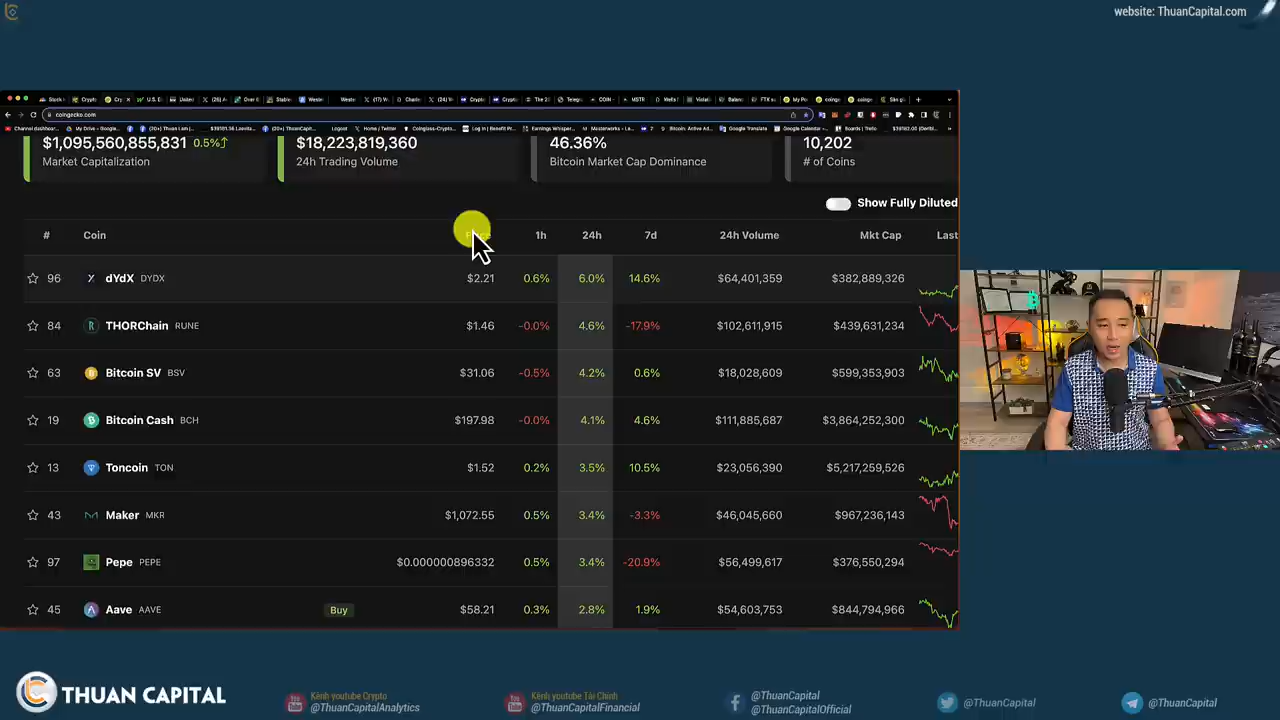 website: ThuanCapital.com
coingecko.com
$1,095,560,855,831 0.5%
Market Capitalization
$18,223,819,360
24h Trading Volume
46.36%
Bitcoin Market Cap Dominance
10,202
# of Coins
Show Fully Diluted
# Coin 1h 24h 7d 24h Volume Mkt Cap Last
96 dYdX DYDX $2.21 0.6% 6.0% 14.6% $64,401,359 $382,889,326
84 THORChain RUNE $1.46 -0.0% 4.6% -17.9% $102,611,915 $439,631,234
63 Bitcoin SV BSV $31.06 -0.5% 4.2% 0.6% $18,028,609 $599,353,903
19 Bitcoin Cash BCH $197.98 -0.0% 4.1% 4.6% $111,885,687 $3,864,252,300
13 Toncoin TON $1.52 0.2% 3.5% 10.5% $23,056,390 $5,217,259,526
43 Maker MKR $1,072.55 0.5% 3.4% -3.3% $46,045,660 $967,236,143
97 Pepe PEPE $0.000000896332 0.5% 3.4% -20.9% $56,499,617 $376,550,294
45 Aave AAVE Buy $58.21 0.3% 2.8% 1.9% $54,603,753 $844,794,966
THUAN CAPITAL
Kênh youtube Crypto
@ThuanCapitalAnalytics
Kênh youtube Tài Chính
@ThuanCapitalFinancial
@ThuanCapital
@ThuanCapitalOfficial
@ThuanCapital
@ThuanCapital